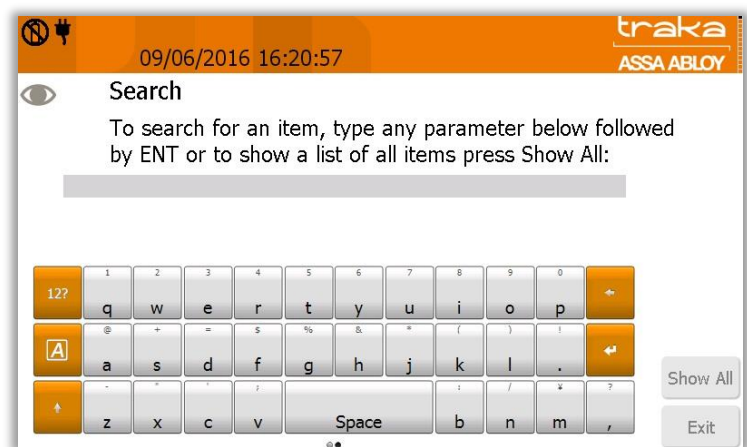 traka
09/06/2016 16:20:57
ASSA ABLOY
Search
To search for an item, type any parameter below followed
by ENT or to show a list of all items press Show All:
1 2 3 4 5 6 7 8 9 0
12? q w e r t y u i o p
@ + = $ % & * ( ) !
A a s d f g h j k l .
- " ' ; : / ¥ ?
z x c v Space b n m ,
Show All
Exit